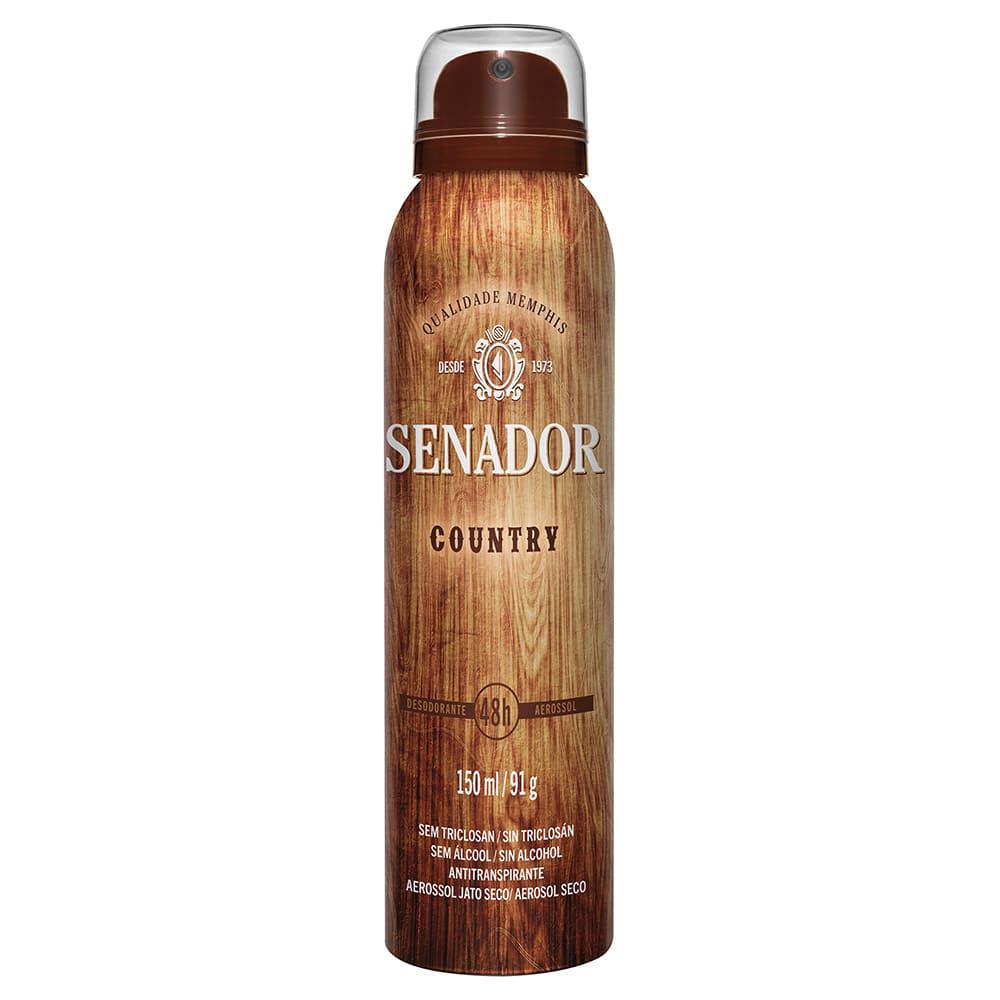 QUALIDADE MEMPHIS
DESDE 1973
SENADOR
COUNTRY
DESODORANTE 48h AEROSSOL
150 ml / 91 g
SEM TRICLOSAN / SIN TRICLOSÁN
SEM ÁLCOOL / SIN ALCOHOL
ANTITRANSPIRANTE
AEROSSOL JATO SECO/ AEROSOL SECO